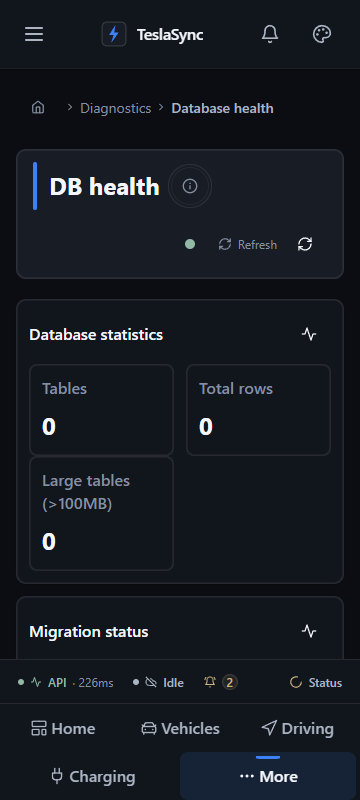 TeslaSync
Diagnostics
Database health
DB health
Refresh
Database statistics
Tables
0
Total rows
0
Large tables
(>100MB)
0
Migration status
API · 226ms
Idle
2
Status
Home
Vehicles
Driving
Charging
More